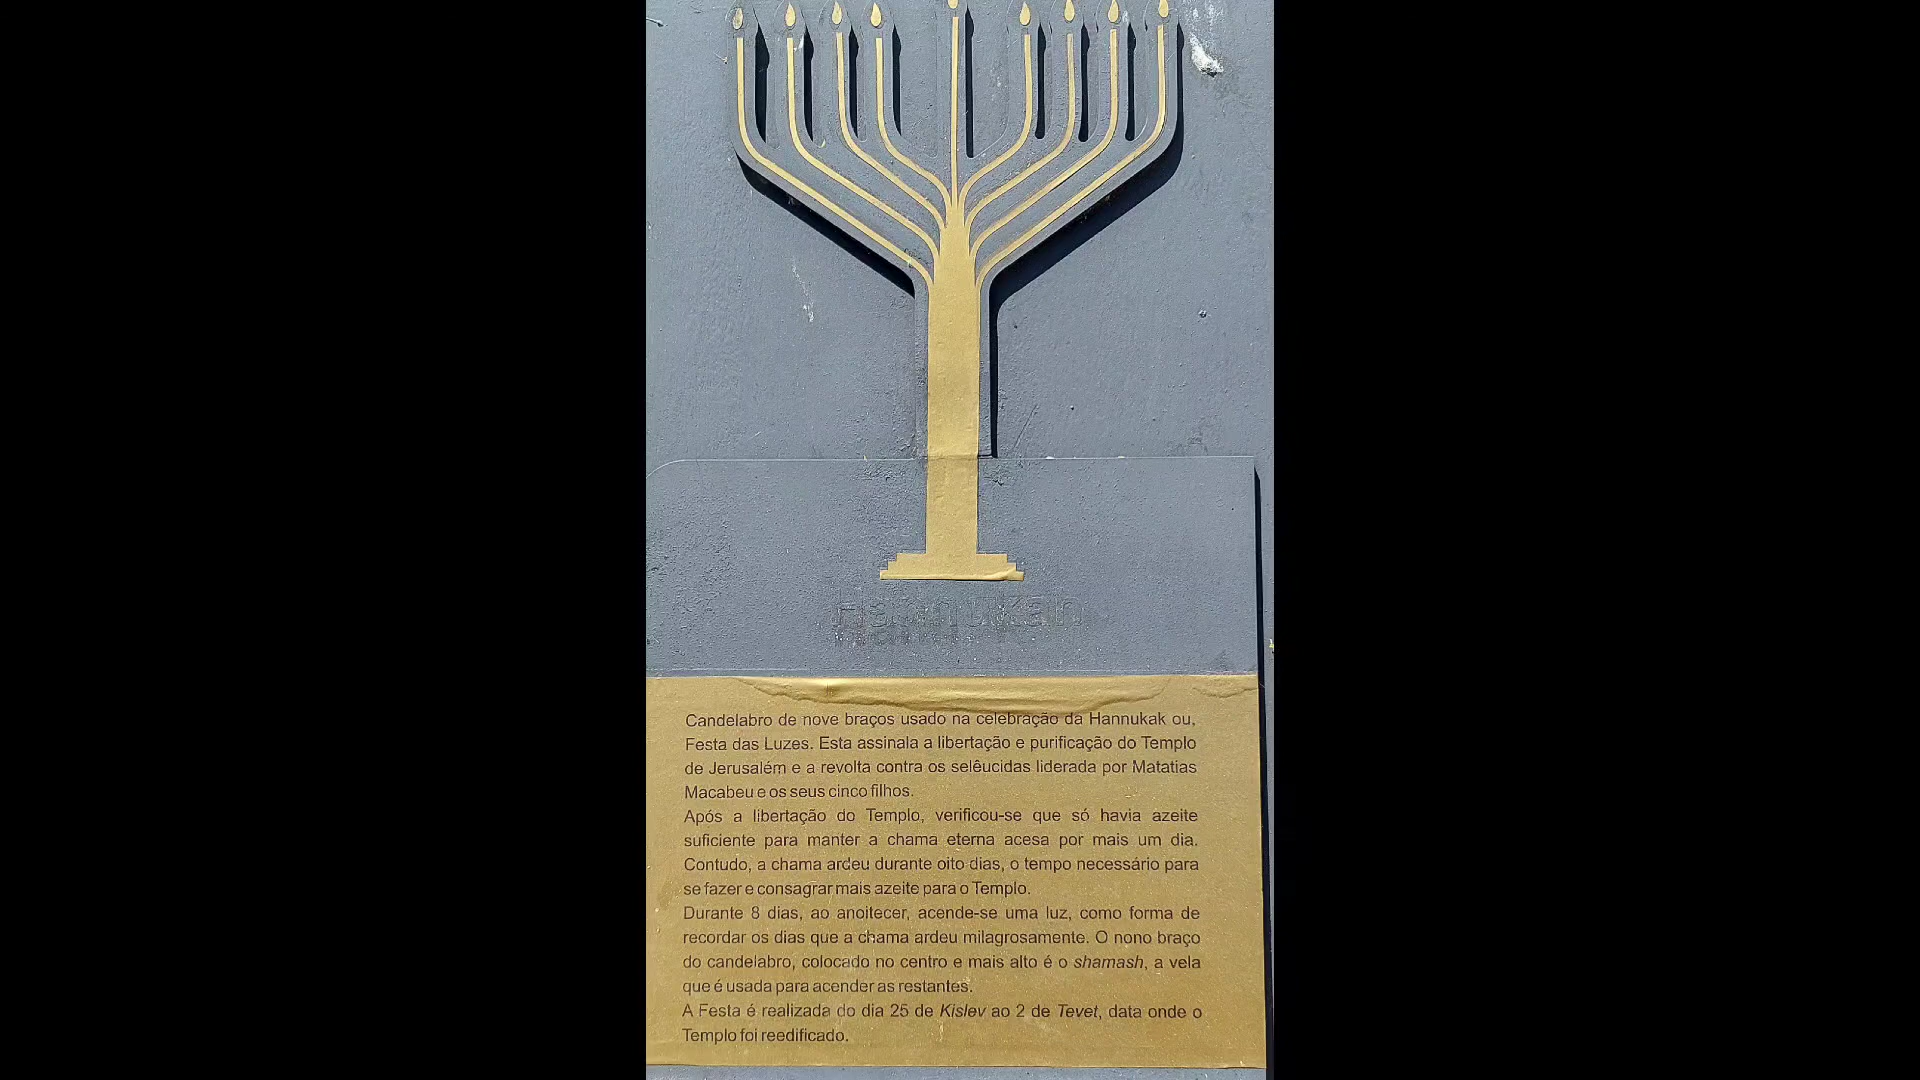 Hannukah
Candelabro de nove braços usado na celebração da Hannukak ou,
Festa das Luzes. Esta assinala a libertação e purificação do Templo
de Jerusalém e a revolta contra os selêucidas liderada por Matatias
Macabeu e os seus cinco filhos.
Após a libertação do Templo, verificou-se que só havia azeite
suficiente para manter a chama eterna acesa por mais um dia.
Contudo, a chama ardeu durante oito dias, o tempo necessário para
se fazer e consagrar mais azeite para o Templo.
Durante 8 dias, ao anoitecer, acende-se uma luz, como forma de
recordar os dias que a chama ardeu milagrosamente. O nono braço
do candelabro, colocado no centro e mais alto é o shamash, a vela
que é usada para acender as restantes.
A Festa é realizada do dia 25 de Kislev ao 2 de Tevet, data onde o
Templo foi reedificado.